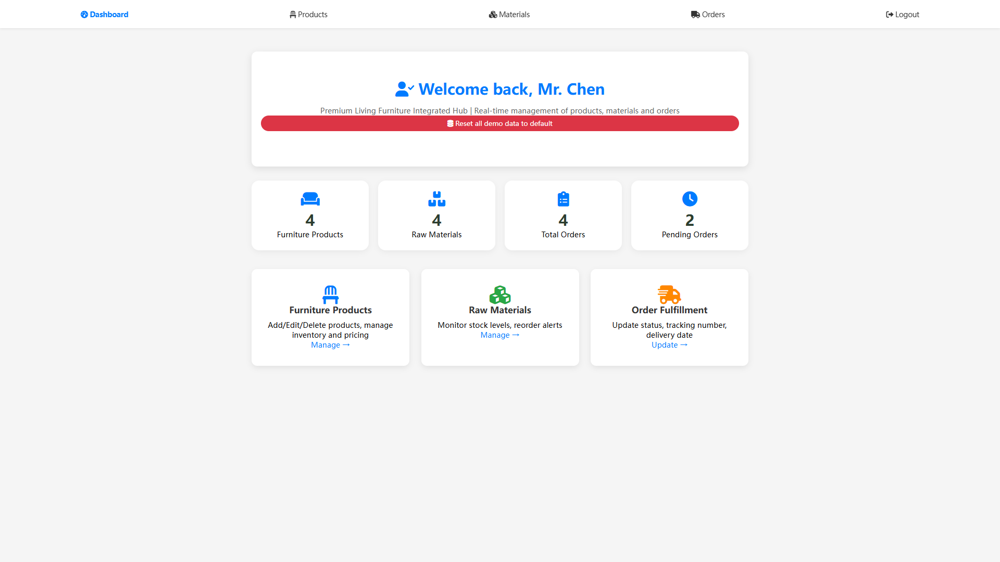 Dashboard
Products
Materials
Orders
Logout
Welcome back, Mr. Chen
Premium Living Furniture Integrated Hub | Real-time management of products, materials and orders
Reset all demo data to default
4
Furniture Products
4
Raw Materials
4
Total Orders
2
Pending Orders
Furniture Products
Add/Edit/Delete products, manage
inventory and pricing
Manage →
Raw Materials
Monitor stock levels, reorder alerts
Manage →
Order Fulfillment
Update status, tracking number,
delivery date
Update →